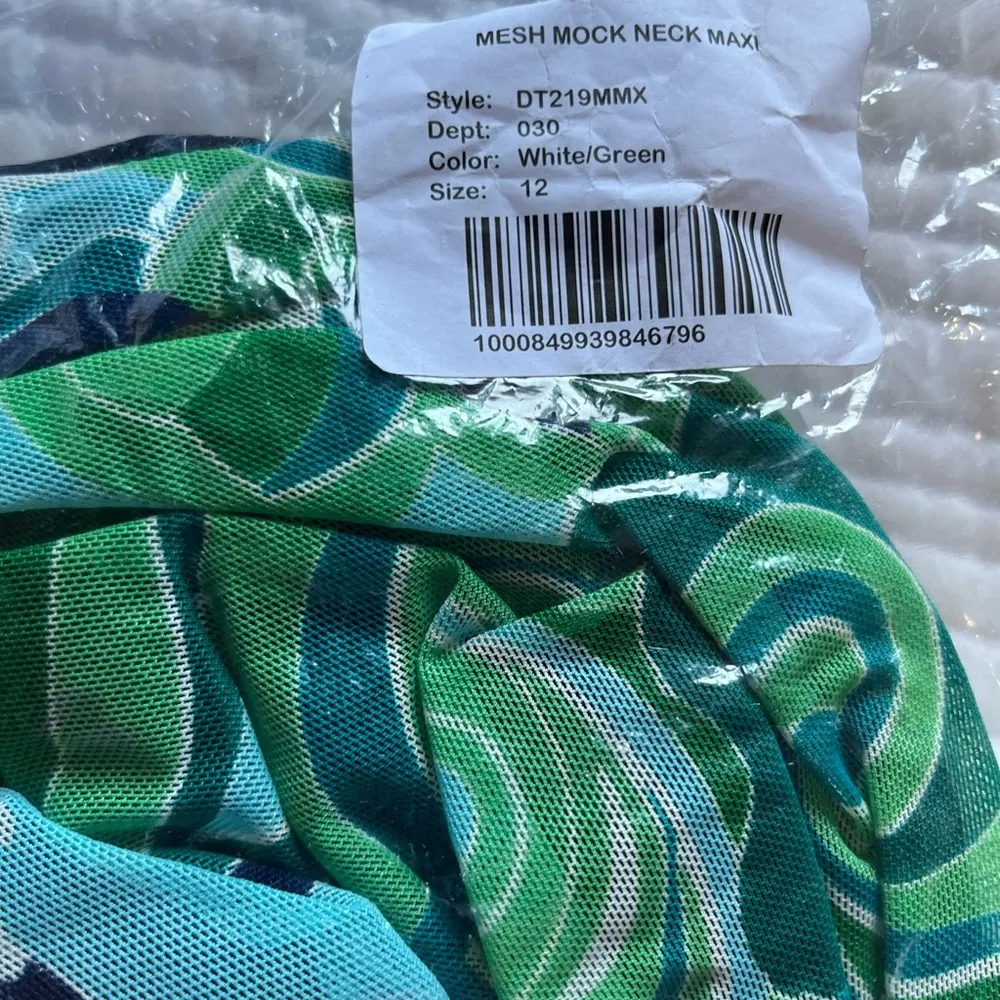 MESH MOCK NECK MAXI
Style: DT219MMX
Dept: 030
Color: White/Green
Size: 12
1000849939846796